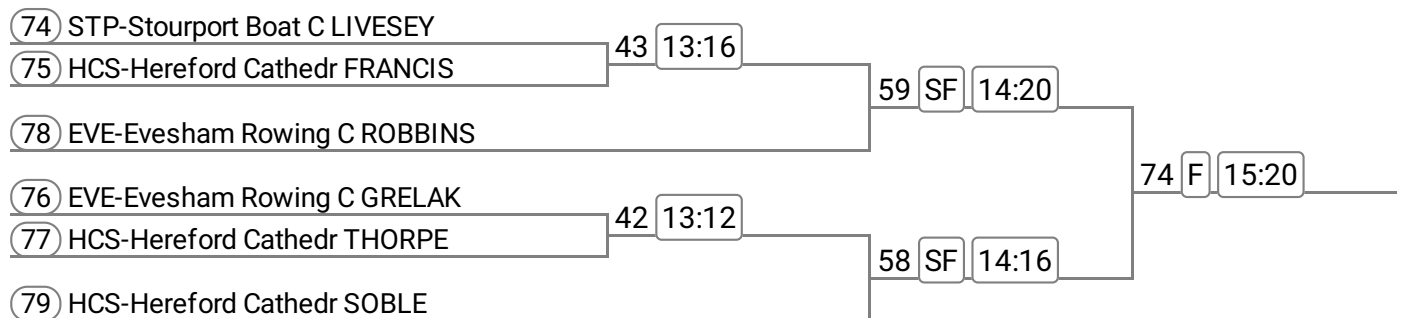 74 STP-Stourport Boat C LIVESEY
43 13:16
75 HCS-Hereford Cathedr FRANCIS
59 SF 14:20
78 EVE-Evesham Rowing C ROBBINS
74 F 15:20
76 EVE-Evesham Rowing C GRELAK
42 13:12
77 HCS-Hereford Cathedr THORPE
58 SF 14:16
79 HCS-Hereford Cathedr SOBLE